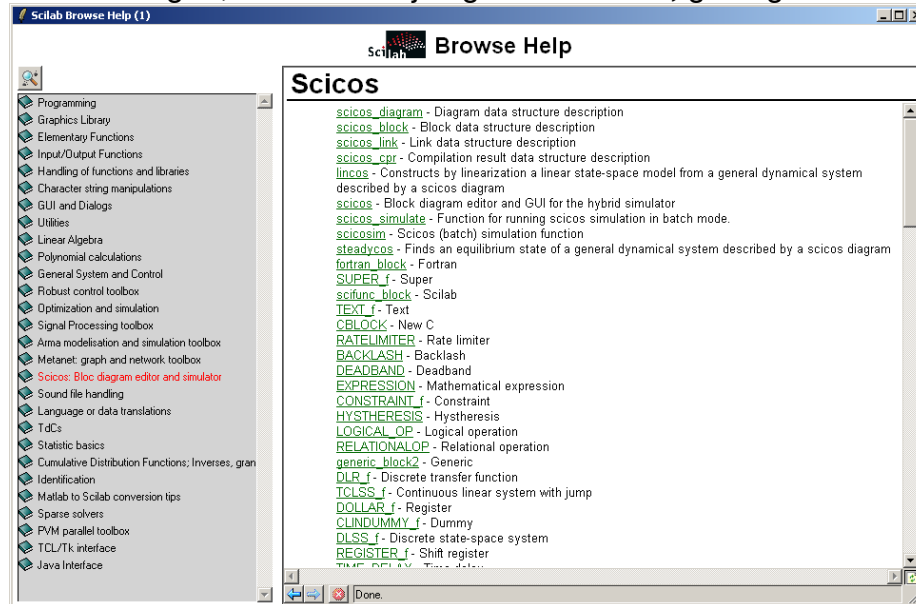 Scilab Browse Help (1)
Scilab Browse Help
Programming
Graphics Library
Elementary Functions
Input/Output Functions
Handling of functions and libraries
Character string manipulations
GUI and Dialogs
Utilities
Linear Algebra
Polynomial calculations
General System and Control
Robust control toolbox
Optimization and simulation
Signal Processing toolbox
Arma modelisation and simulation toolbox
Metanet: graph and network toolbox
Scicos: Bloc diagram editor and simulator
Sound file handling
Language or data translations
TdCs
Statistic basics
Cumulative Distribution Functions; Inverses, gran
Identification
Matlab to Scilab conversion tips
Sparse solvers
PVM parallel toolbox
TCL/Tk interface
Java Interface
Scicos
scicos_diagram - Diagram data structure description
scicos_block - Block data structure description
scicos_link - Link data structure description
scicos_cpr - Compilation result data structure description
lincos - Constructs by linearization a linear state-space model from a general dynamical system
described by a scicos diagram
scicos - Block diagram editor and GUI for the hybrid simulator
scicos_simulate - Function for running scicos simulation in batch mode.
scicosim - Scicos (batch) simulation function
steadycos - Finds an equilibrium state of a general dynamical system described by a scicos diagram
fortran_block - Fortran
SUPER_f - Super
scifunc_block - Scilab
TEXT_f - Text
CBLOCK - New C
RATELIMITER - Rate limiter
BACKLASH - Backlash
DEADBAND - Deadband
EXPRESSION - Mathematical expression
CONSTRAINT_f - Constraint
HYSTHERESIS - Hystheresis
LOGICAL_OP - Logical operation
RELATIONALOP - Relational operation
generic_block2 - Generic
DLR_f - Discrete transfer function
TCLSS_f - Continuous linear system with jump
DOLLAR_f - Register
CLINDUMMY_f - Dummy
DLSS_f - Discrete state-space system
REGISTER_f - Shift register
TIME_DELAY - Time delay
Done.